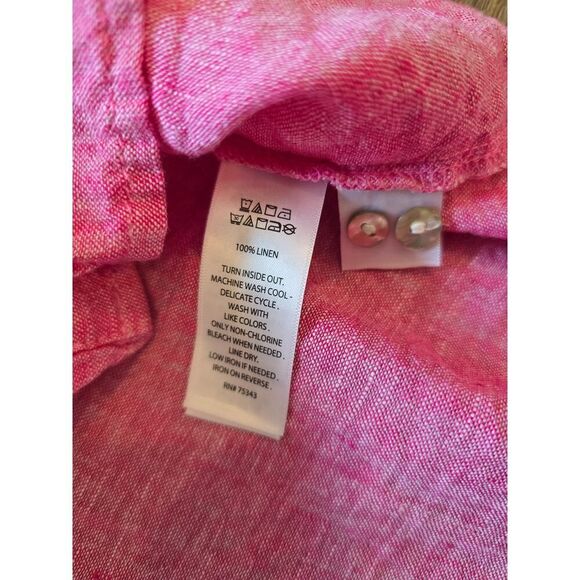 100% LINEN
TURN INSIDE OUT.
MACHINE WASH COOL -
DELICATE CYCLE .
WASH WITH
LIKE COLORS .
ONLY NON-CHLORINE
BLEACH WHEN NEEDED .
LINE DRY.
LOW IRON IF NEEDED .
IRON ON REVERSE .
RN# 75343